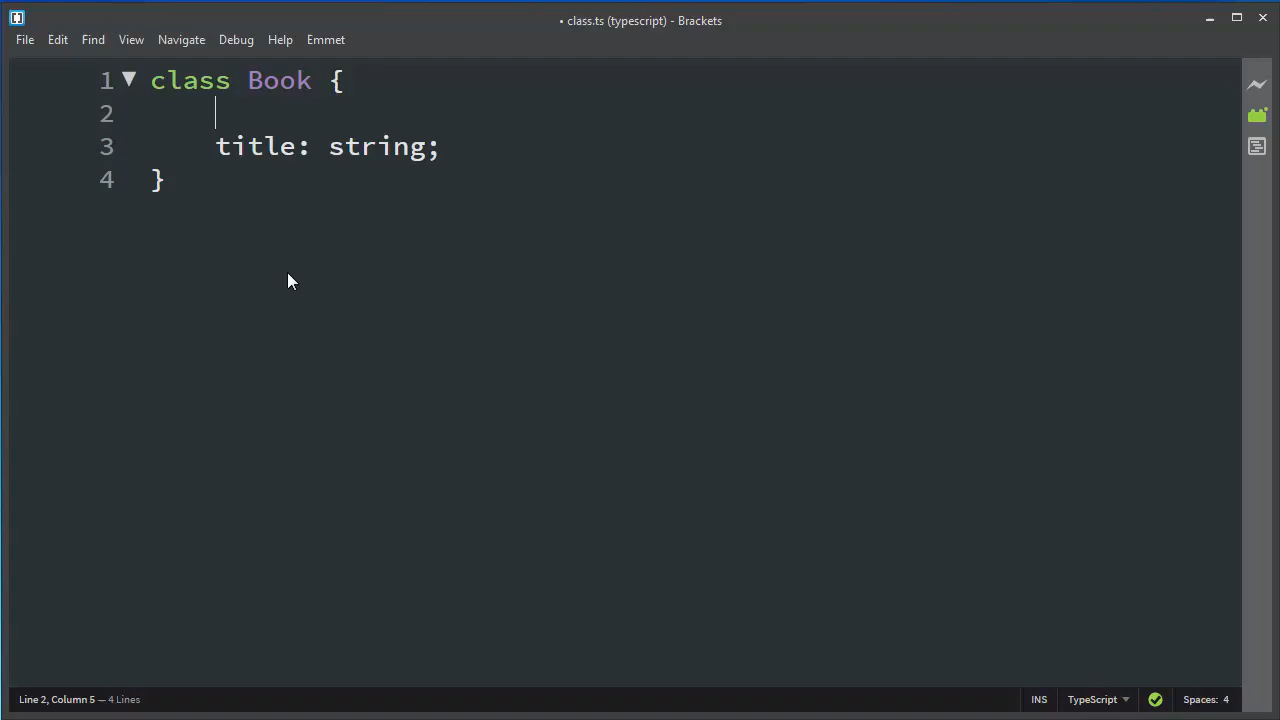 • class.ts (typescript) - Brackets
File Edit Find View Navigate Debug Help Emmet
1 class Book {
2
3 title: string;
4 }
Line 2, Column 5 — 4 Lines INS TypeScript Spaces: 4